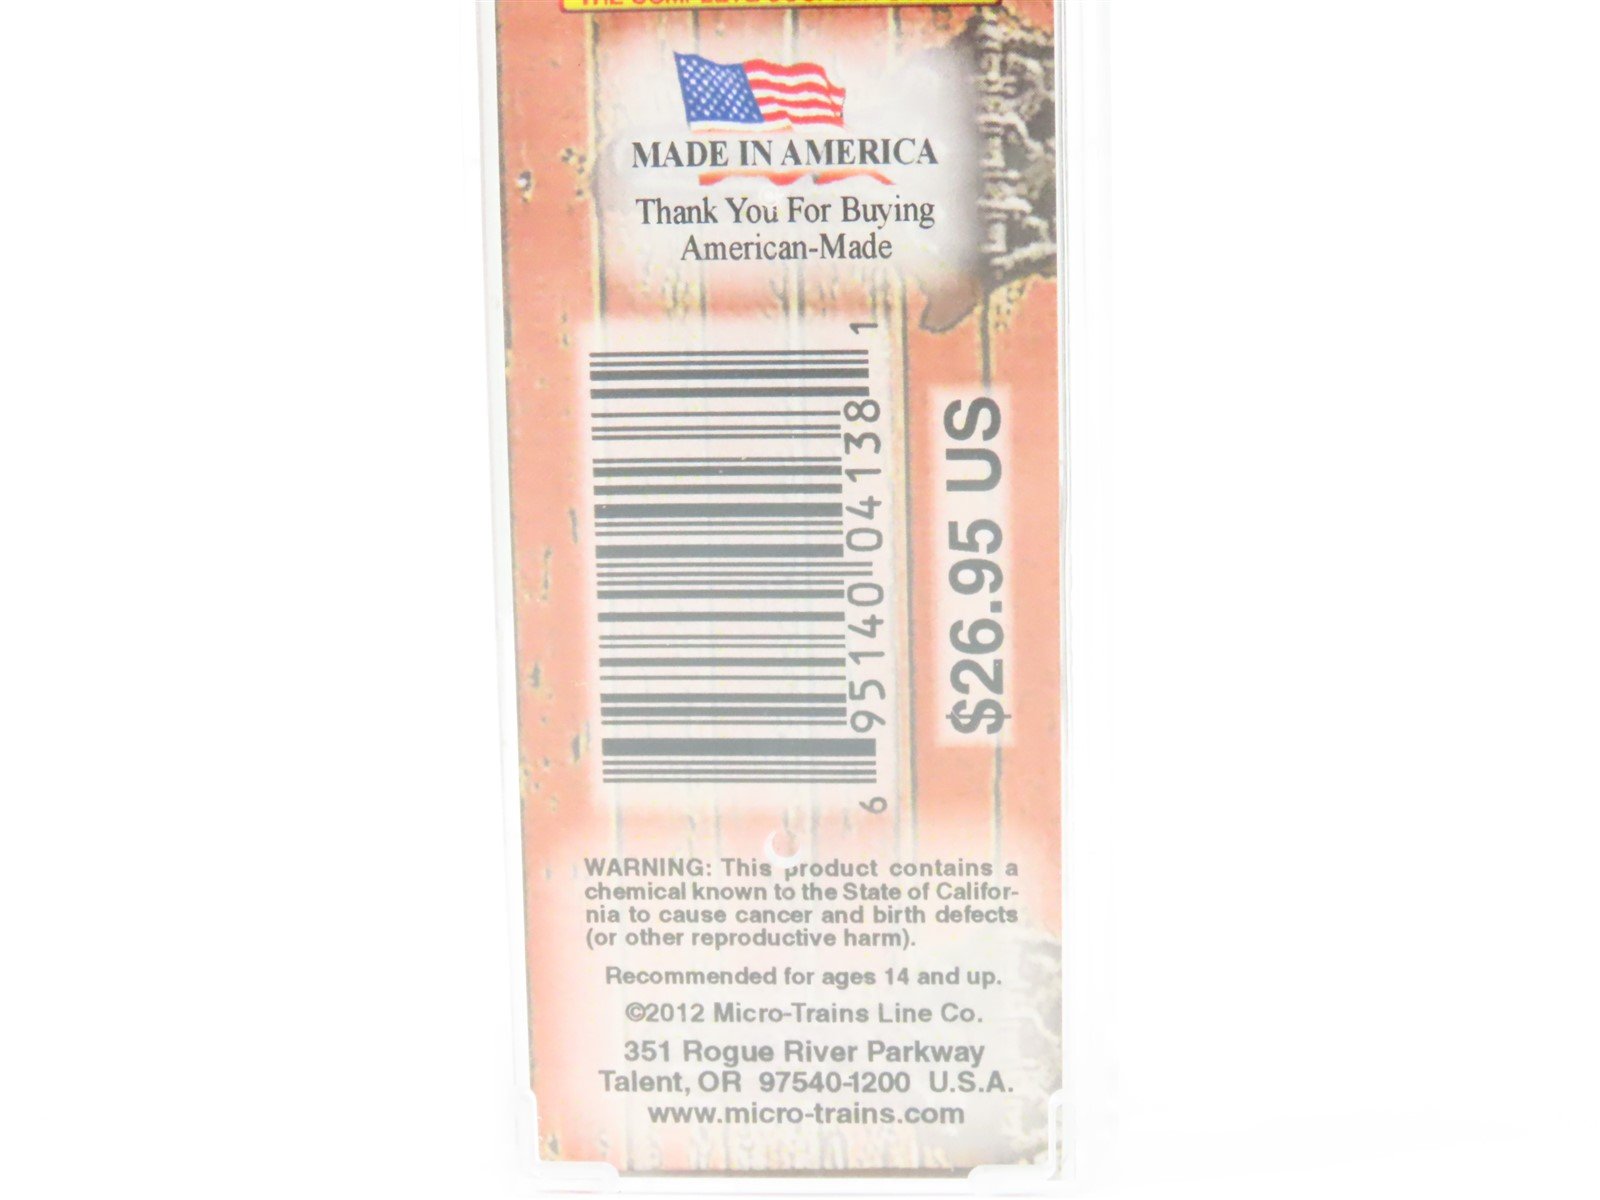 THE COMPLETE COUPLER
MADE IN AMERICA
Thank You For Buying
American-Made
6 95140 04138 1
$26.95 US
WARNING: This product contains a
chemical known to the State of Califor-
nia to cause cancer and birth defects
(or other reproductive harm).
Recommended for ages 14 and up.
©2012 Micro-Trains Line Co.
351 Rogue River Parkway
Talent, OR 97540-1200 U.S.A.
www.micro-trains.com